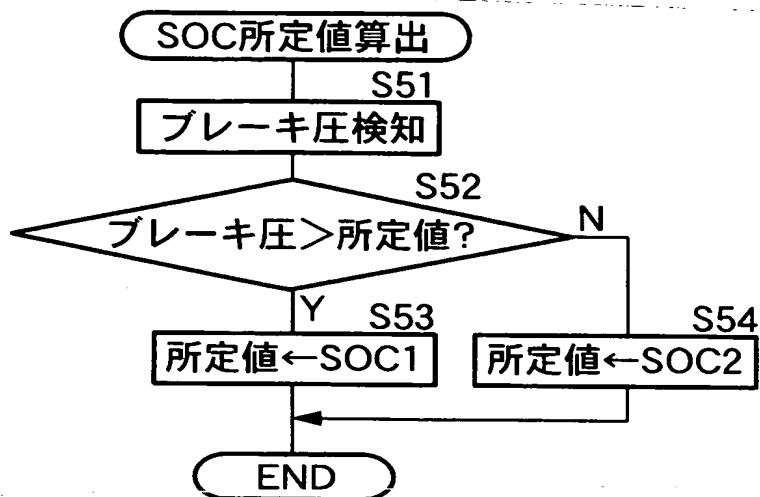 SOC所定値算出
S51
ブレーキ圧検知
S52
ブレーキ圧＞所定値?
N
Y
S53
所定値←SOC1
S54
所定値←SOC2
END